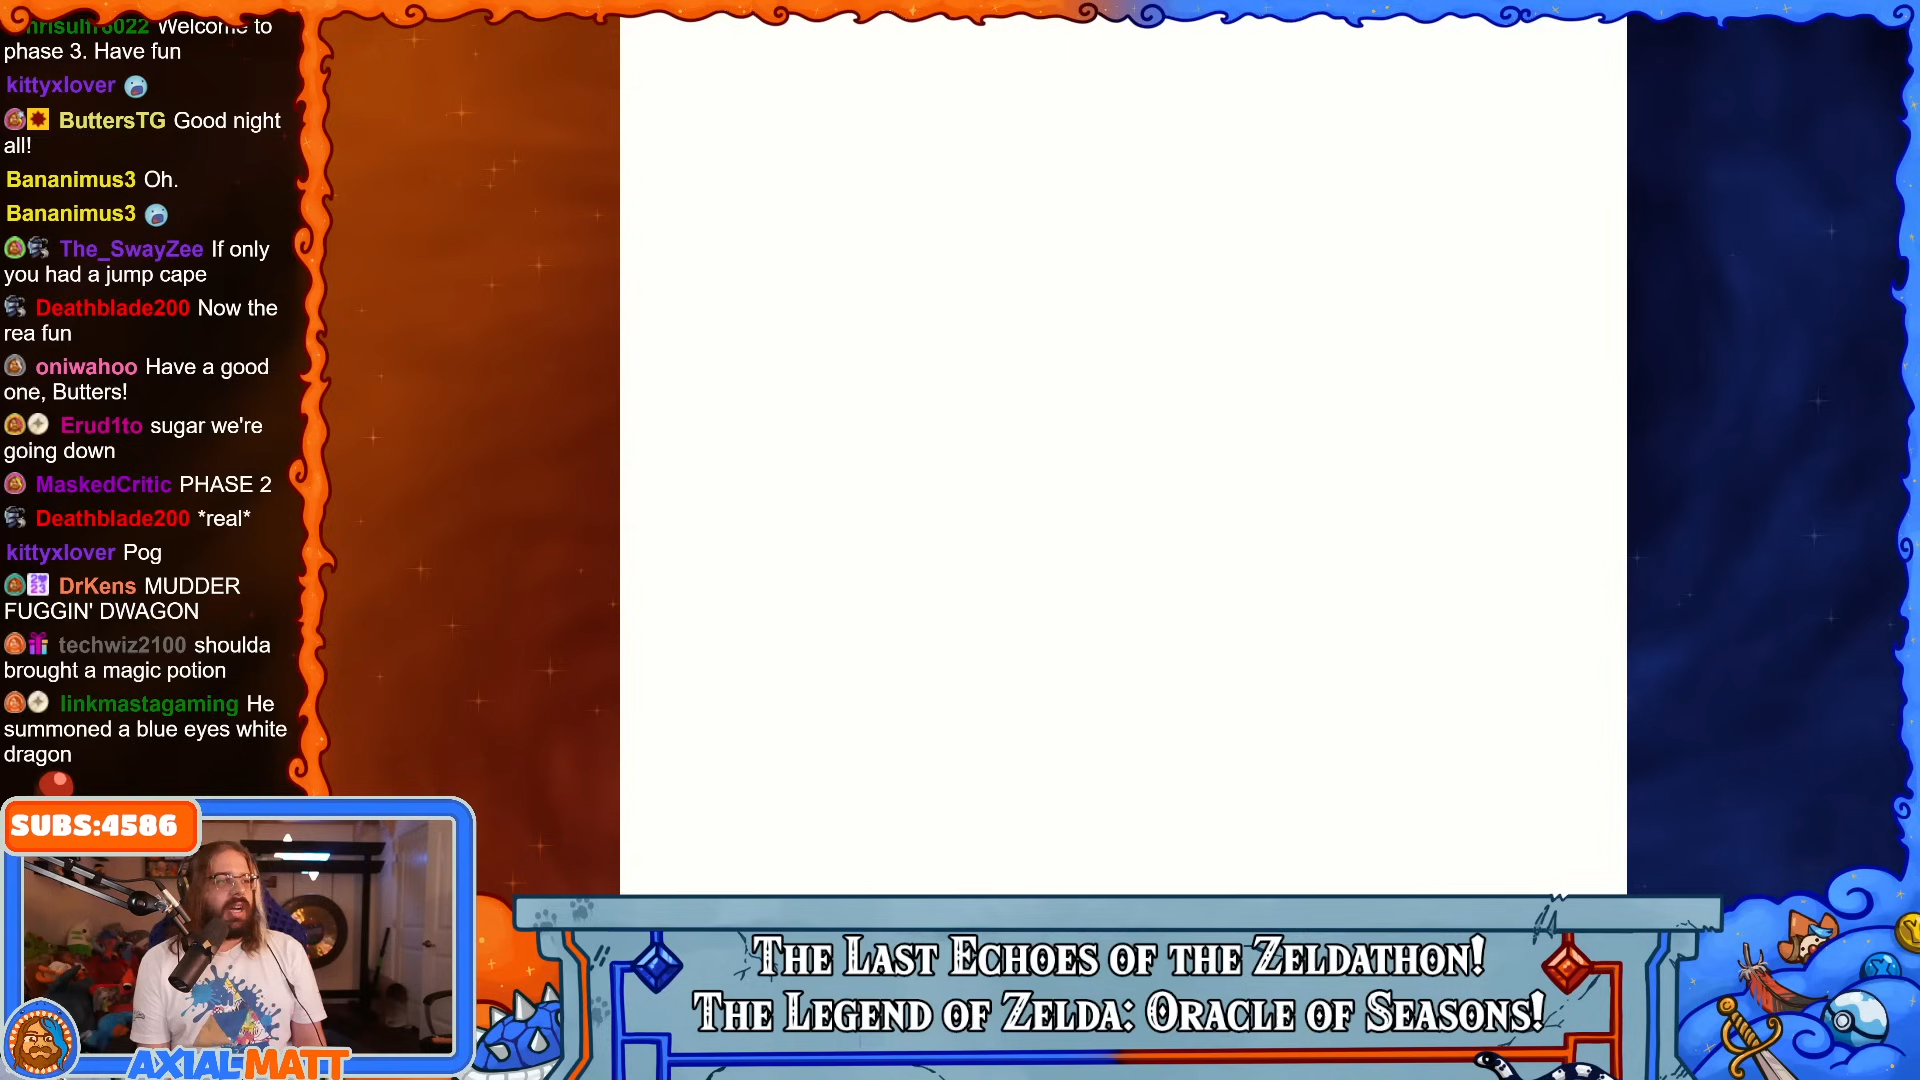 Welcome to
phase 3. Have fun
kittyxlover
ButtersTG Good night
all!
Bananimus3 Oh.
Bananimus3
The_SwayZee If only
you had a jump cape
Deathblade200 Now the
rea fun
oniwahoo Have a good
one, Butters!
Erud1to sugar we're
going down
MaskedCritic PHASE 2
Deathblade200 *real*
kittyxlover Pog
DrKens MUDDER
FUGGIN' DWAGON
techwiz2100 shoulda
brought a magic potion
linkmastagaming He
summoned a blue eyes white
dragon
SUBS:4586
AXIALMATT
The Last Echoes of the Zeldathon!
The Legend of Zelda: Oracle of Seasons!